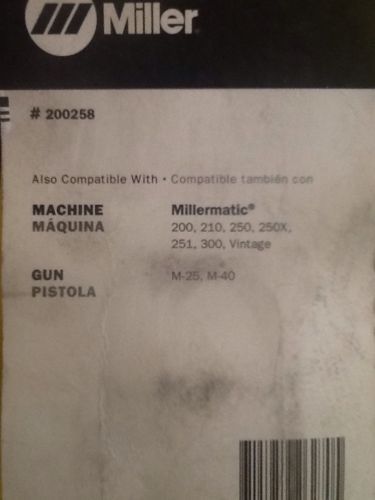 Miller
# 200258
Also Compatible With • Compatible también con
MACHINE Millermatic®
MÁQUINA 200, 210, 250, 250X,
251, 300, Vintage
GUN M-25, M-40
PISTOLA